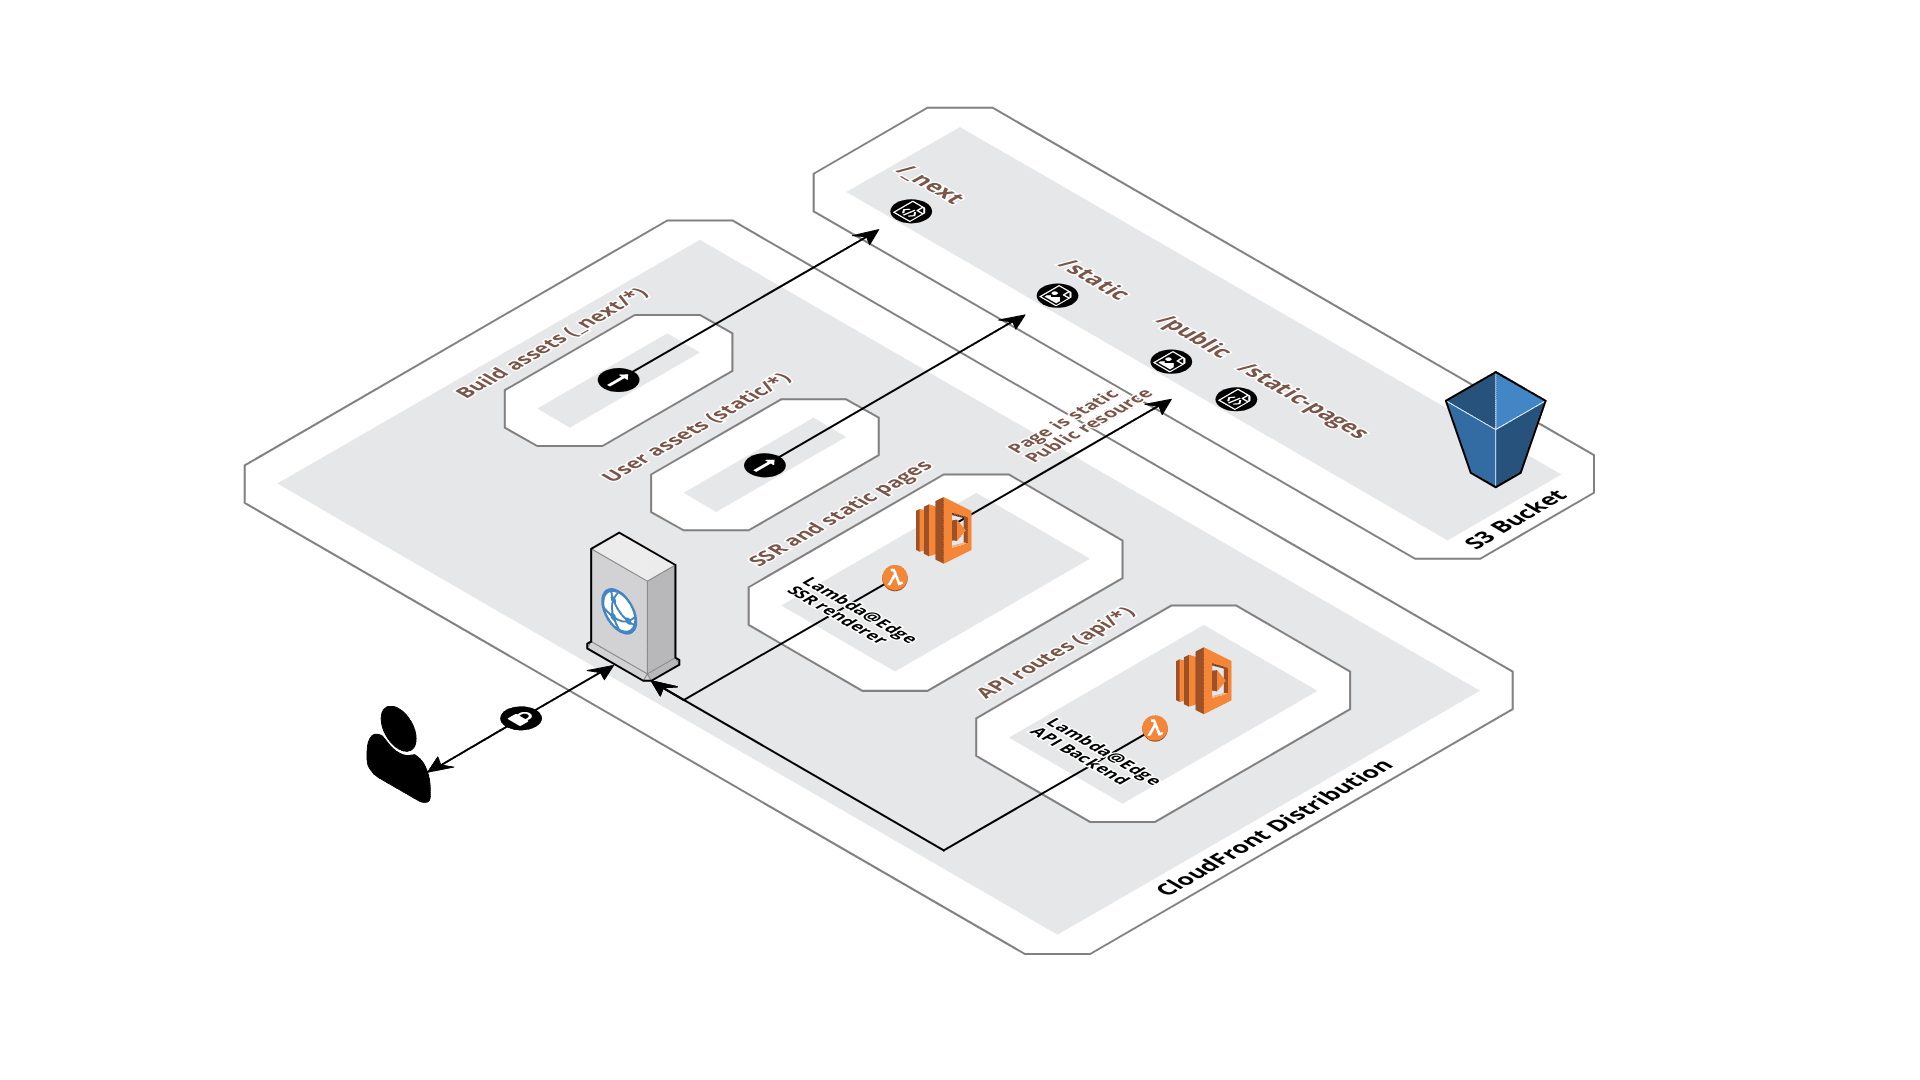 /_next
/static
/public
/static-pages
S3 Bucket
Build assets (_next/*)
User assets (static/*)
Page is static
Public resource
SSR and static pages
λ
Lambda@Edge
SSR renderer
API routes (api/*)
λ
Lambda@Edge
API Backend
CloudFront Distribution